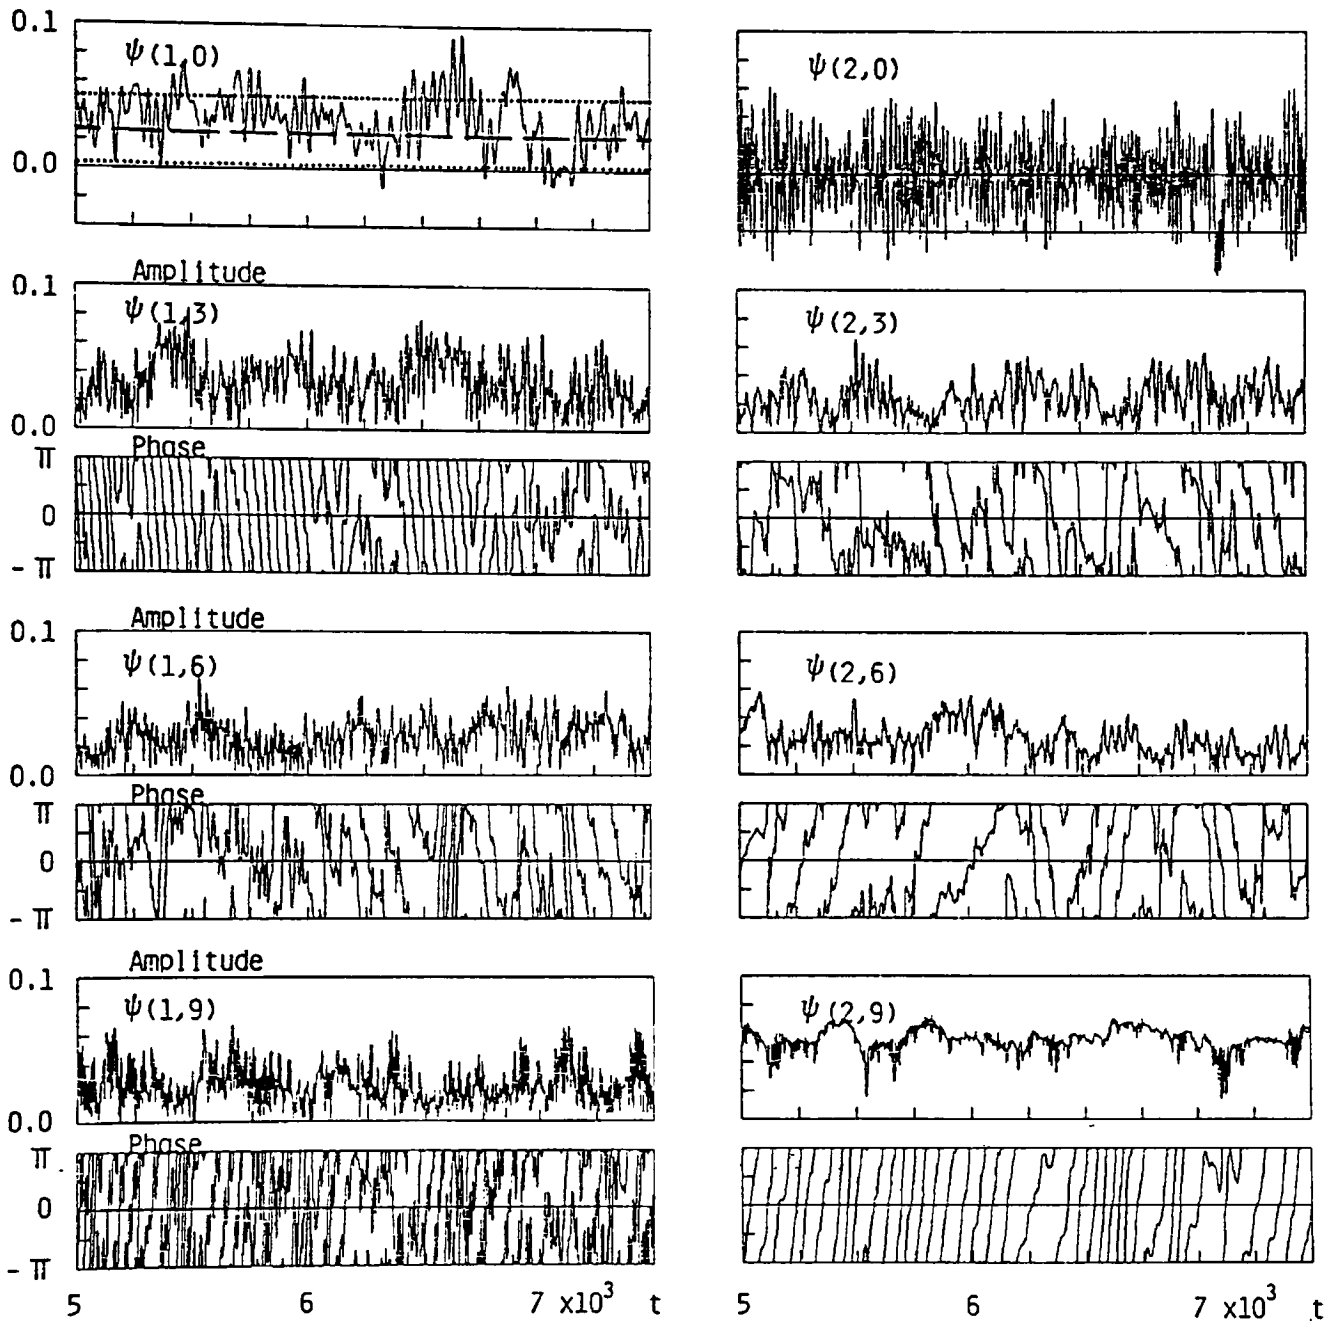 0.1
ψ(1,0)
0.0
ψ(2,0)
Amplitude
0.1
ψ(1,3)
0.0
ψ(2,3)
Phase
π
0
-π
Amplitude
0.1
ψ(1,6)
0.0
ψ(2,6)
Phase
π
0
-π
Amplitude
0.1
ψ(1,9)
0.0
ψ(2,9)
Phase
π
0
-π
5 6 7 x10³ t
5 6 7 x10³ t